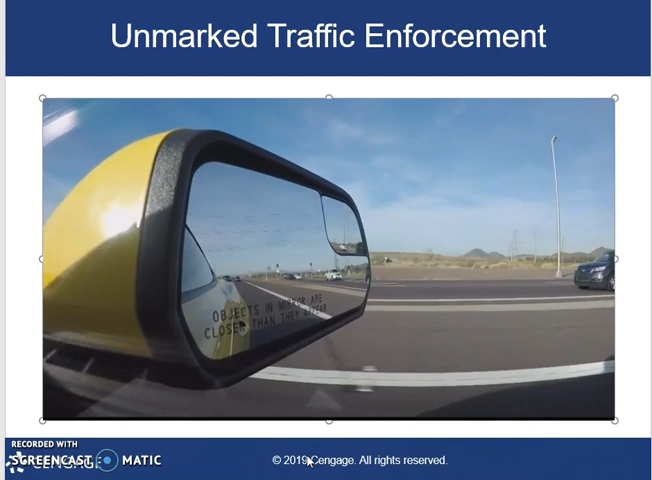 Unmarked Traffic Enforcement
OBJECTS IN MIRROR ARE
CLOSER THAN THEY APPEAR
RECORDED WITH
SCREENCAST MATIC
CENGAGE
© 2019 Cengage. All rights reserved.